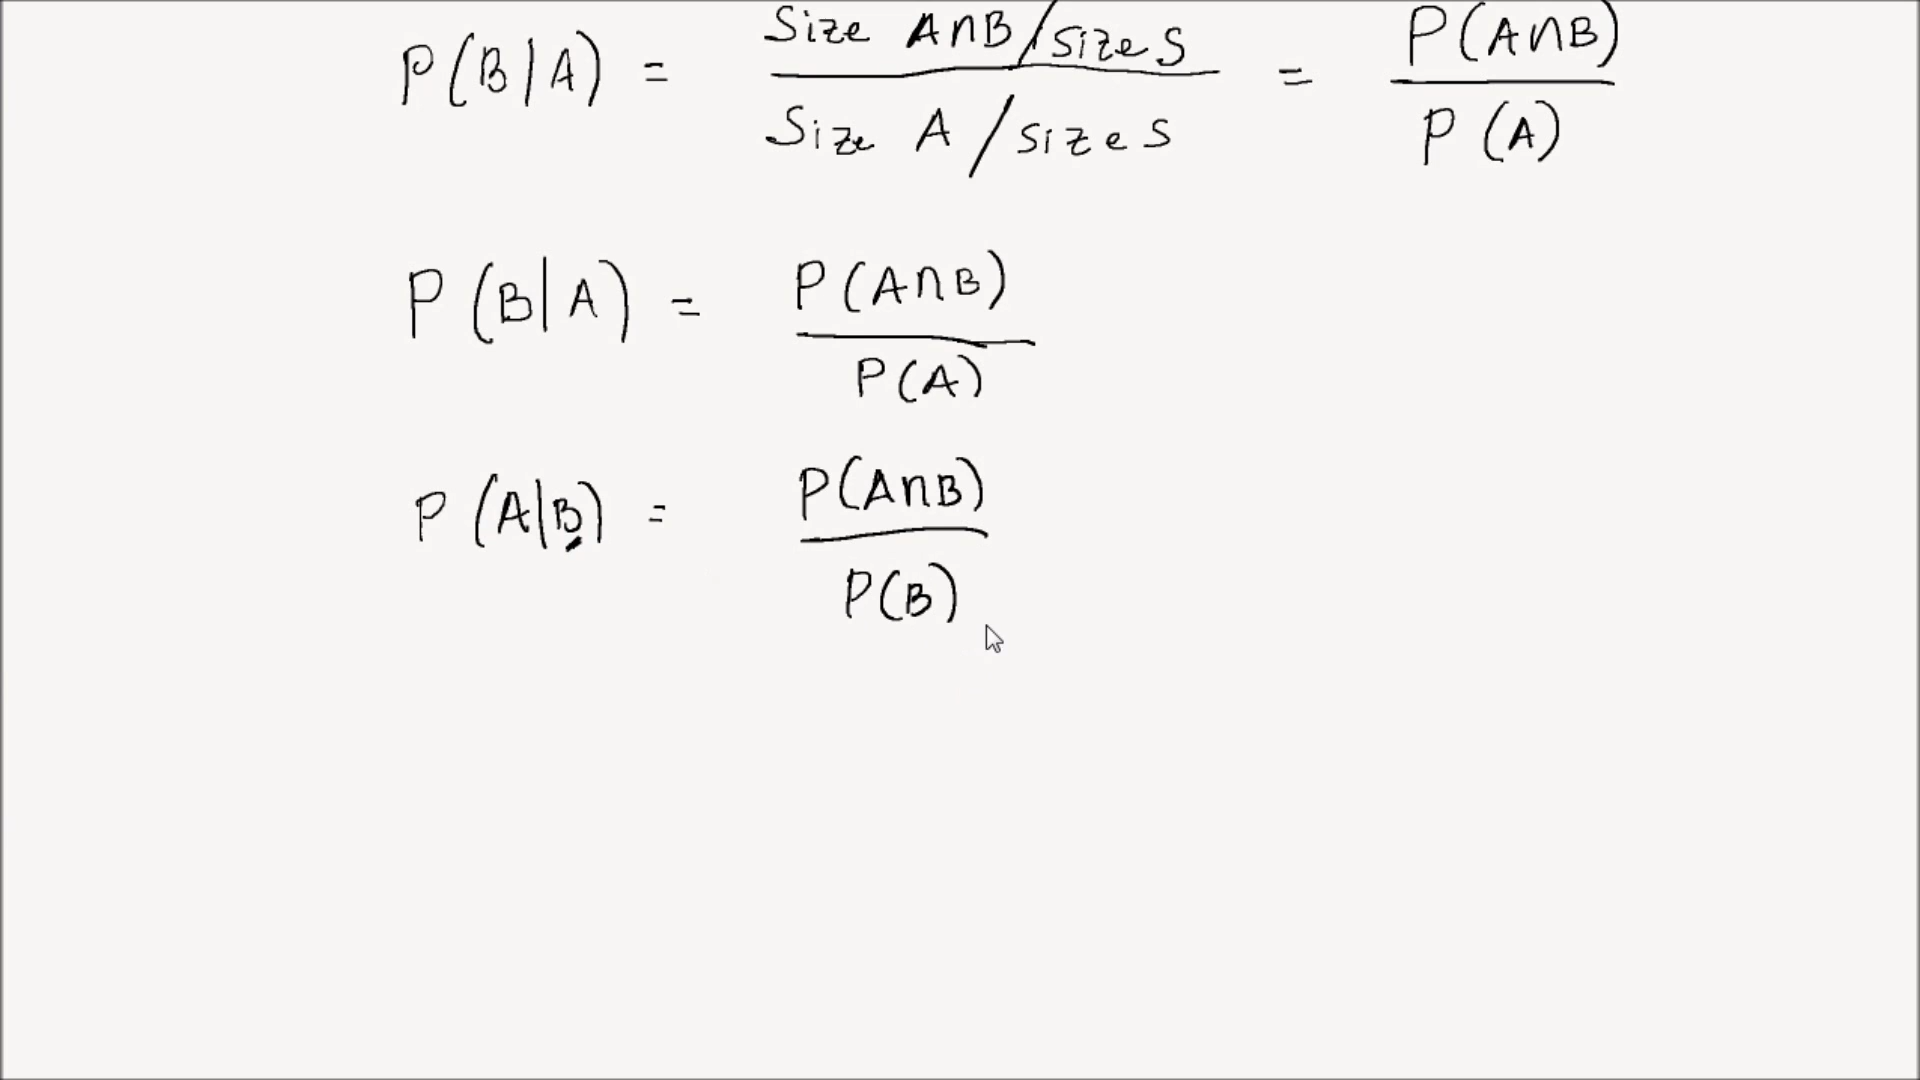 P(B|A) = Size A∩B/Size S / Size A/Size S = P(A∩B) / P(A)
P(B|A) = P(A∩B) / P(A)
P(A|B) = P(A∩B) / P(B)